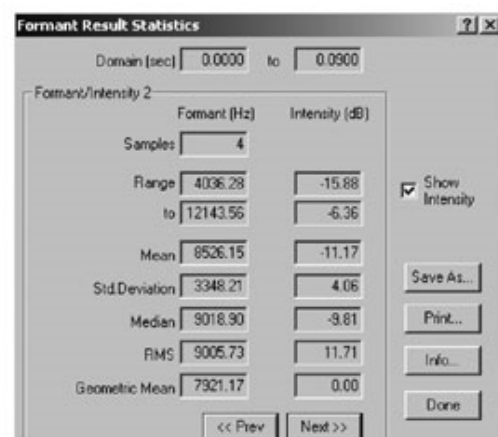 Formant Result Statistics
Domain (sec) 0.0000 to 0.0900
Formant/Intensity 2
Formant (Hz) Intensity (dB)
Samples 4
Range 4036.28 -15.88
to 12143.56 -6.36
Show Intensity
Mean 8526.15 -11.17
Std.Deviation 3348.21 4.06
Median 9018.90 -9.81
RMS 9005.73 11.71
Geometric Mean 7921.17 0.00
Save As...
Print...
Info...
Done
<< Prev Next >>